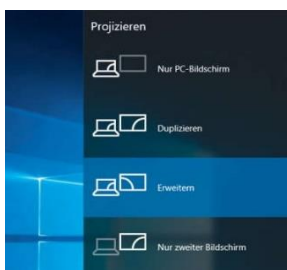 Projizieren
Nur PC-Bildschirm
Duplizieren
Erweitern
Nur zweiter Bildschirm